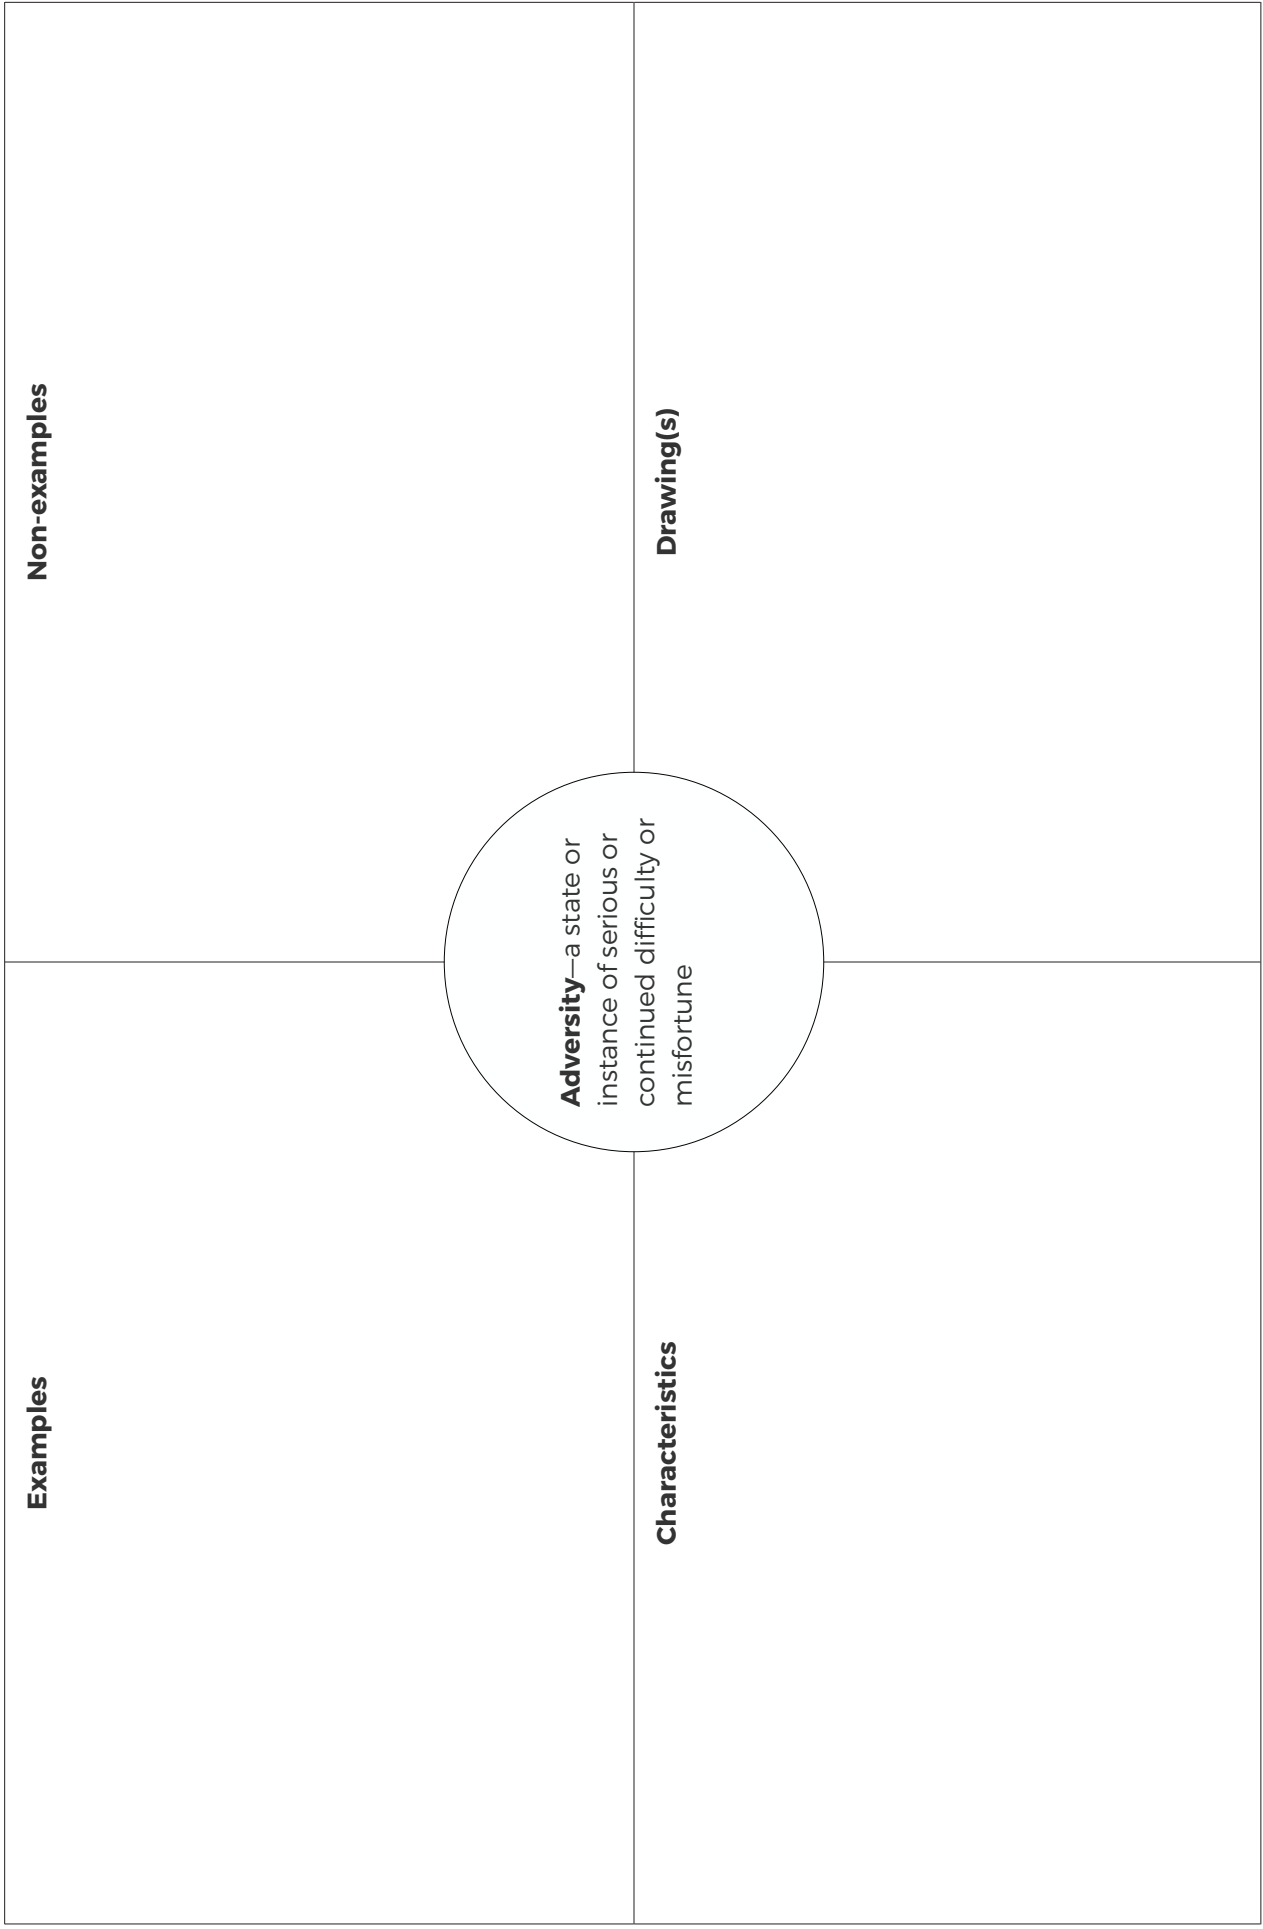 Examples
Non-examples
Adversity—a state or
instance of serious or
continued difficulty or
misfortune
Characteristics
Drawing(s)